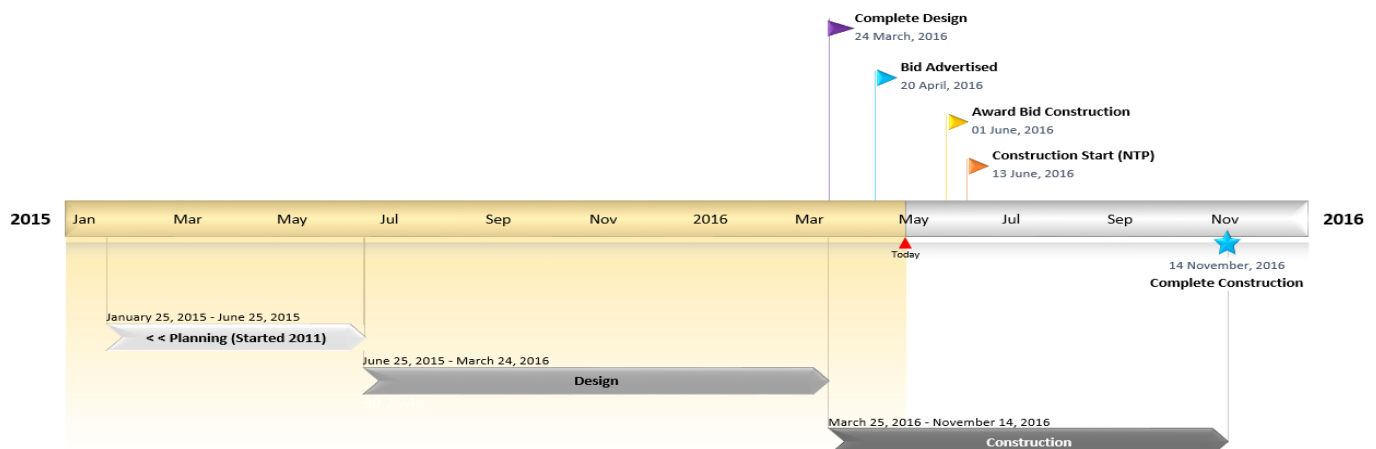 Complete Design
24 March, 2016
Bid Advertised
20 April, 2016
Award Bid Construction
01 June, 2016
Construction Start (NTP)
13 June, 2016
2015 Jan Mar May Jul Sep Nov 2016 Mar May Jul Sep Nov 2016
Today
14 November, 2016
Complete Construction
January 25, 2015 - June 25, 2015
< < Planning (Started 2011)
June 25, 2015 - March 24, 2016
Design
March 25, 2016 - November 14, 2016
Construction